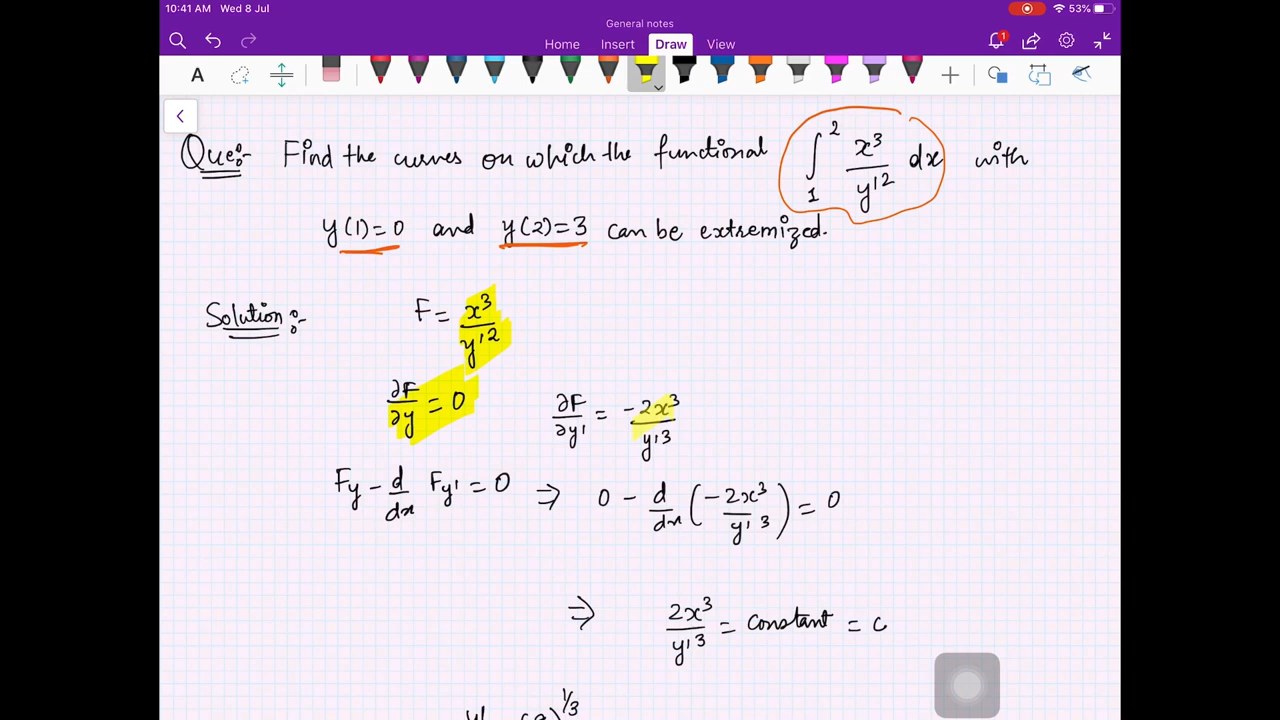 10:41 AM Wed 8 Jul
53%
General notes
Home Insert Draw View
1
A
Que:- Find the curves on which the functional ∫₁² x³/y'² dx with
y(1)=0 and y(2)=3 can be extremized.
Solution:- F = x³/y'²
∂F/∂y = 0 ∂F/∂y' = -2x³/y'³
Fy - d/dx Fy' = 0 ⇒ 0 - d/dx (-2x³/y'³) = 0
⇒ 2x³/y'³ = constant = c